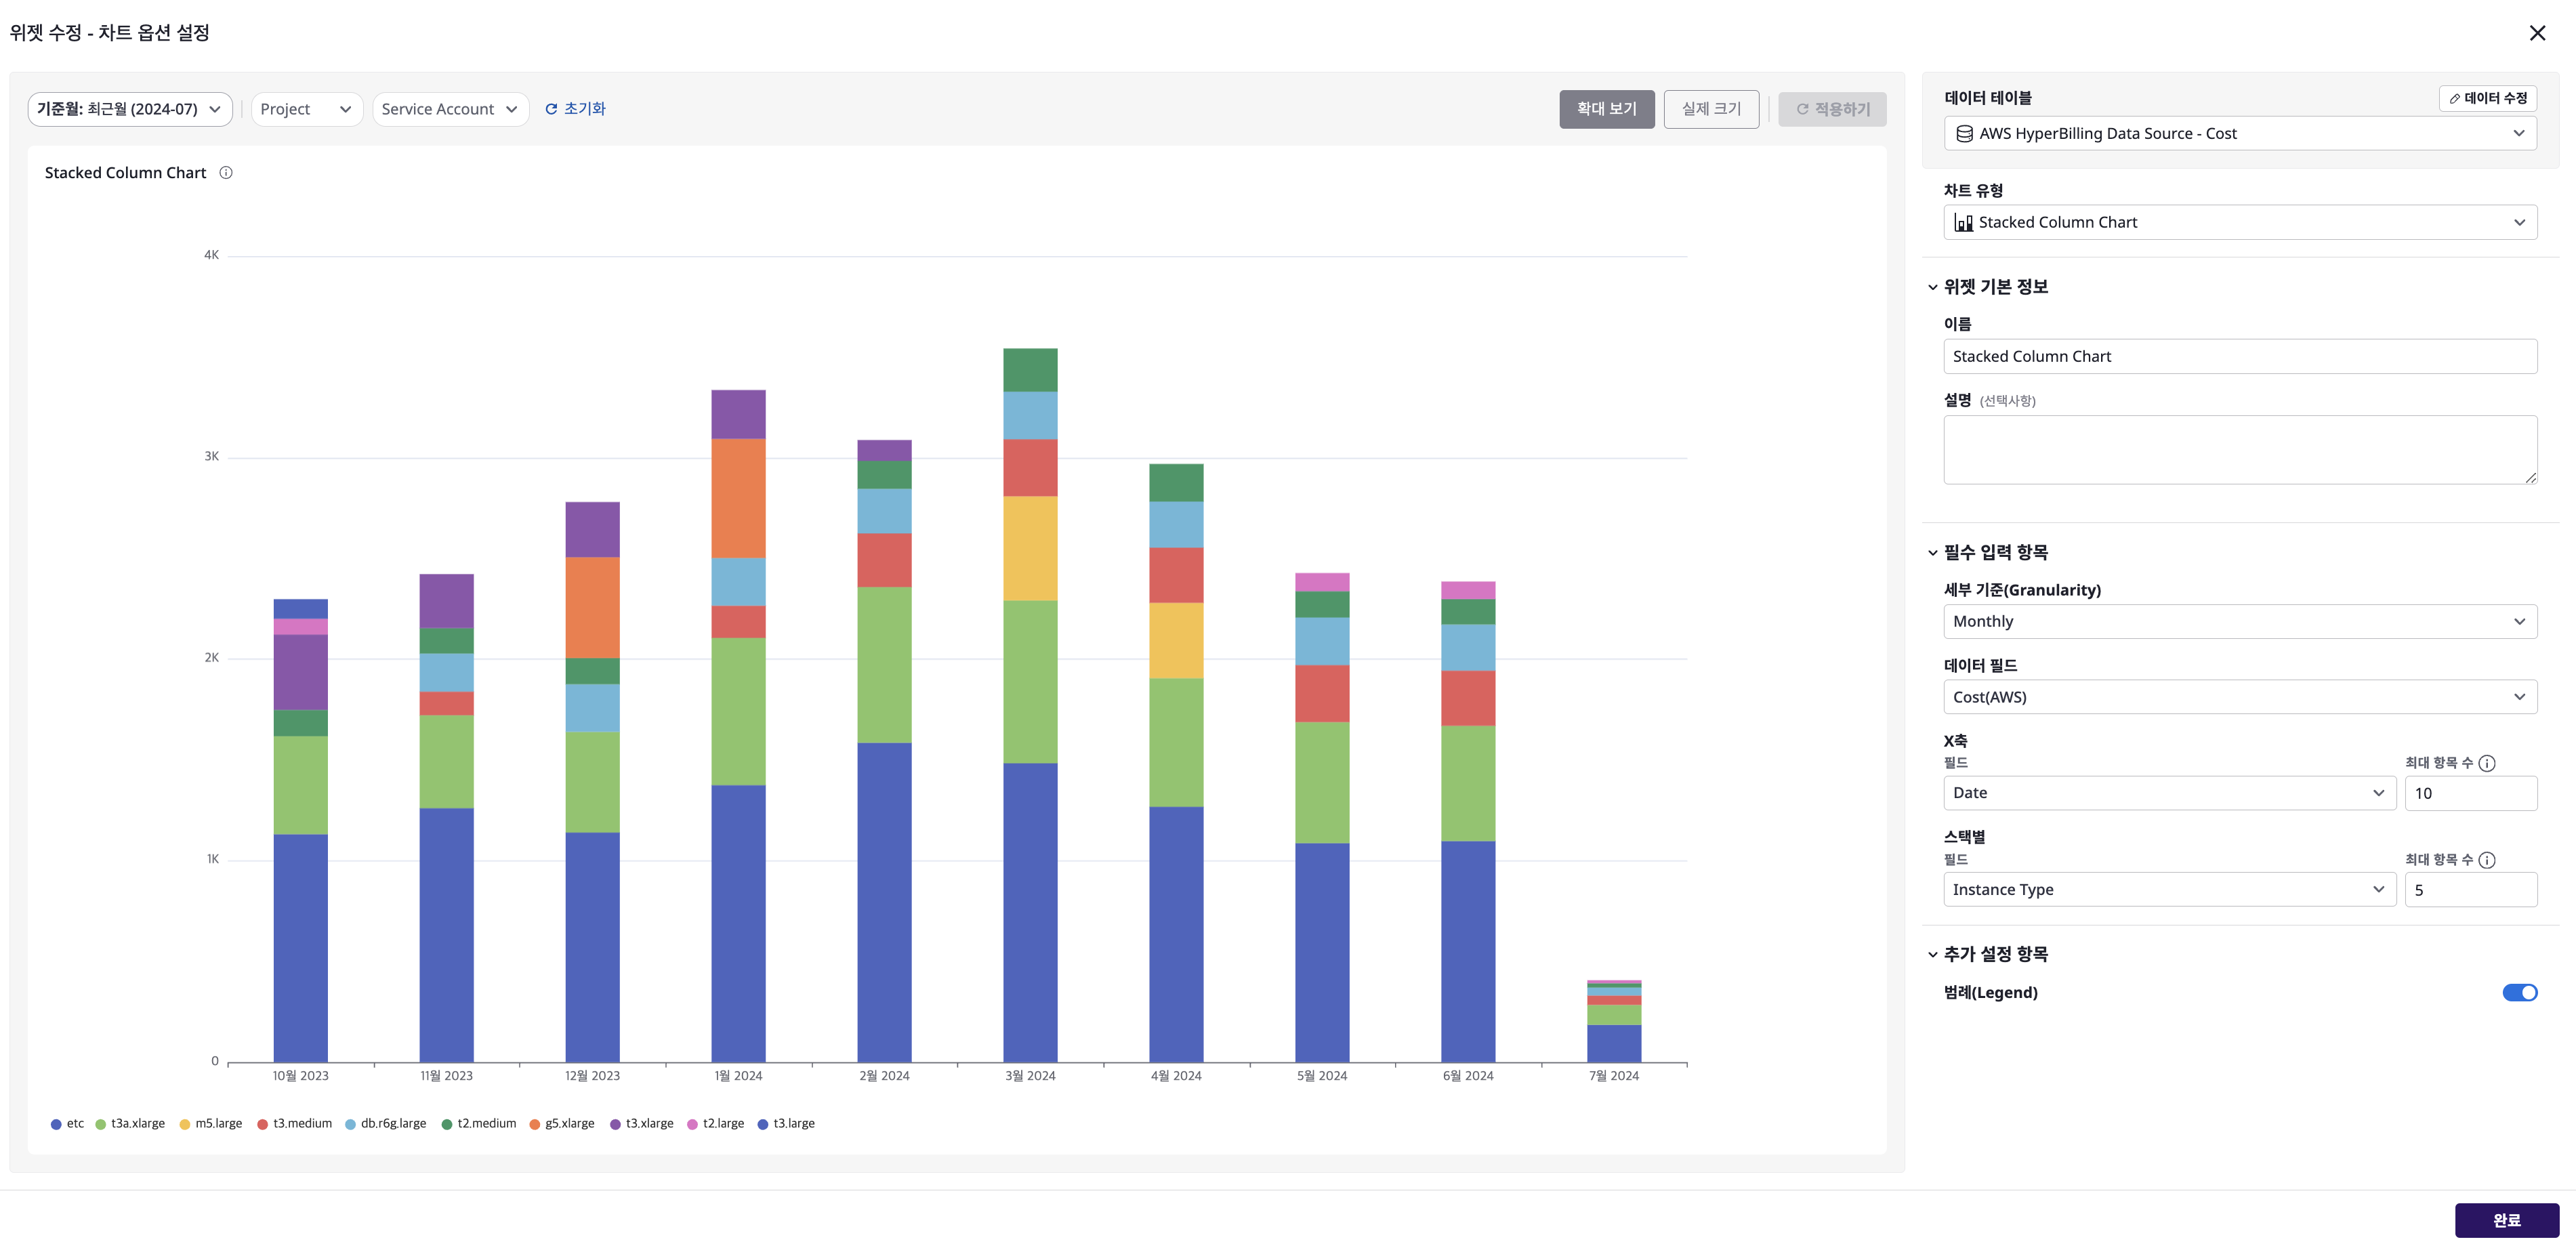 위젯 수정 - 차트 옵션 설정
기준월: 최근월 (2024-07)
Project
Service Account
초기화
확대 보기
실제 크기
적용하기
Stacked Column Chart
4K
3K
2K
1K
0
10월 2023
11월 2023
12월 2023
1월 2024
2월 2024
3월 2024
4월 2024
5월 2024
6월 2024
7월 2024
etc
t3a.xlarge
m5.large
t3.medium
db.r6g.large
t2.medium
g5.xlarge
t3.xlarge
t2.large
t3.large
데이터 테이블
데이터 수정
AWS HyperBilling Data Source - Cost
차트 유형
Stacked Column Chart
위젯 기본 정보
이름
Stacked Column Chart
설명 (선택사항)
필수 입력 항목
세부 기준(Granularity)
Monthly
데이터 필드
Cost(AWS)
X축
필드
최대 항목 수
Date
10
스택별
필드
최대 항목 수
Instance Type
5
추가 설정 항목
범례(Legend)
완료